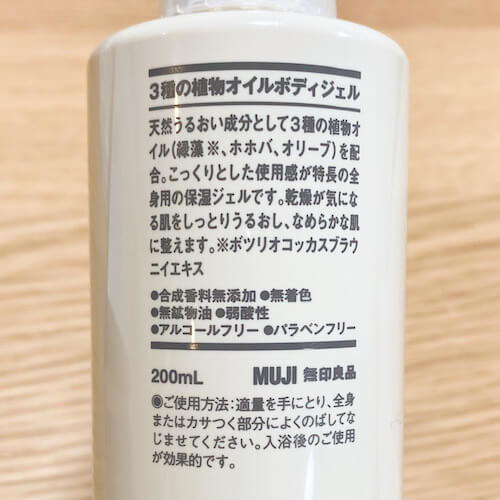 3種の植物オイルボディジェル
天然うるおい成分として3種の植物オ
イル(緑藻※、ホホバ、オリーブ)を配
合。こっくりとした使用感が特長の全
身用の保湿ジェルです。乾燥が気にな
る肌をしっとりうるおし、なめらかな肌
に整えます。※ボツリオコッカスブラウ
ニイエキス
●合成香料無添加 ●無着色
●無鉱物油 ●弱酸性
●アルコールフリー ●パラベンフリー
200mL MUJI 無印良品
◉ご使用方法:適量を手にとり、全身
またはカサつく部分によくのばしてな
じませてください。入浴後のご使用
が効果的です。